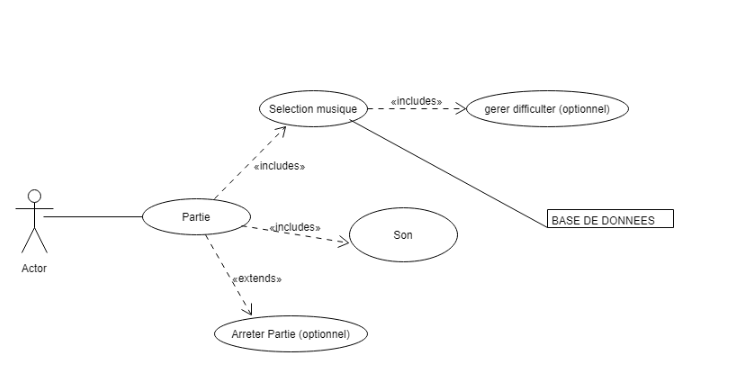 Selection musique
«includes»
gerer difficulter (optionnel)
«includes»
Partie
«includes»
Son
BASE DE DONNEES
Actor
«extends»
Arreter Partie (optionnel)